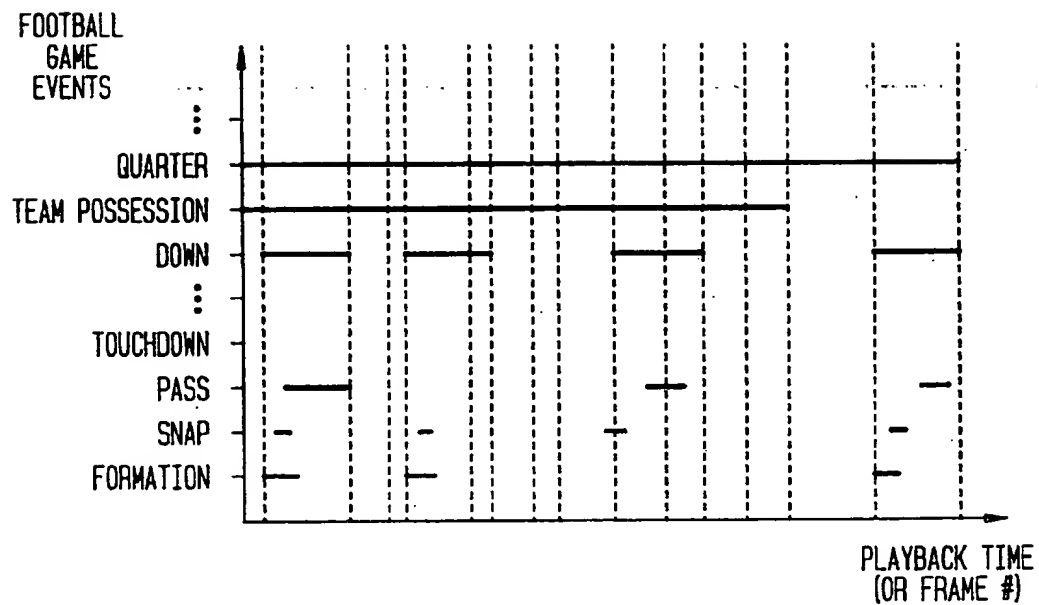 FOOTBALL
GAME
EVENTS
QUARTER
TEAM POSSESSION
DOWN
TOUCHDOWN
PASS
SNAP
FORMATION
PLAYBACK TIME
(OR FRAME #)